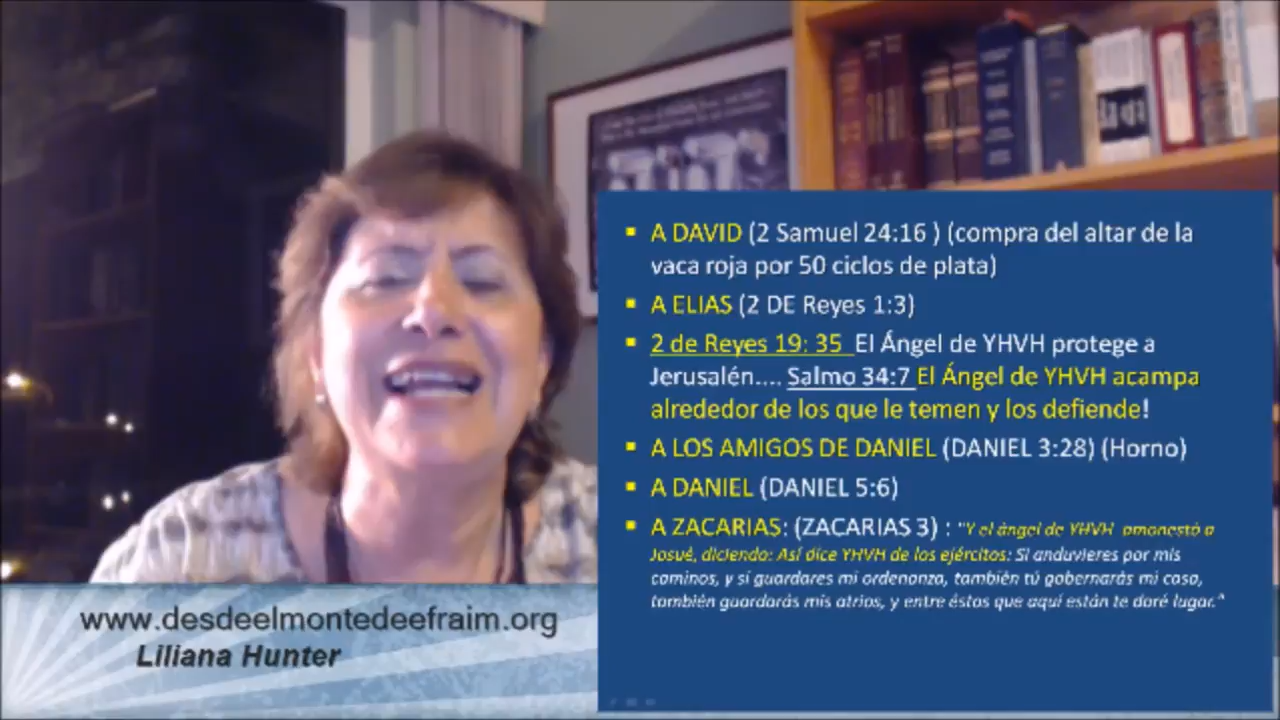 A DAVID (2 Samuel 24:16 ) (compra del altar de la
vaca roja por 50 ciclos de plata)
A ELIAS (2 DE Reyes 1:3)
2 de Reyes 19: 35 El Ángel de YHVH protege a
Jerusalén.... Salmo 34:7 El Ángel de YHVH acampa
alrededor de los que le temen y los defiende!
A LOS AMIGOS DE DANIEL (DANIEL 3:28) (Horno)
A DANIEL (DANIEL 5:6)
A ZACARIAS: (ZACARIAS 3) : "Y el ángel de YHVH amonestó a
Josué, diciendo: Así dice YHVH de los ejércitos: Si anduvieres por mis
caminos, y si guardares mi ordenanza, también tú gobernarás mi casa,
también guardarás mis atrios, y entre éstos que aquí están te daré lugar."
www.desdeelmontedeefraim.org
Liliana Hunter